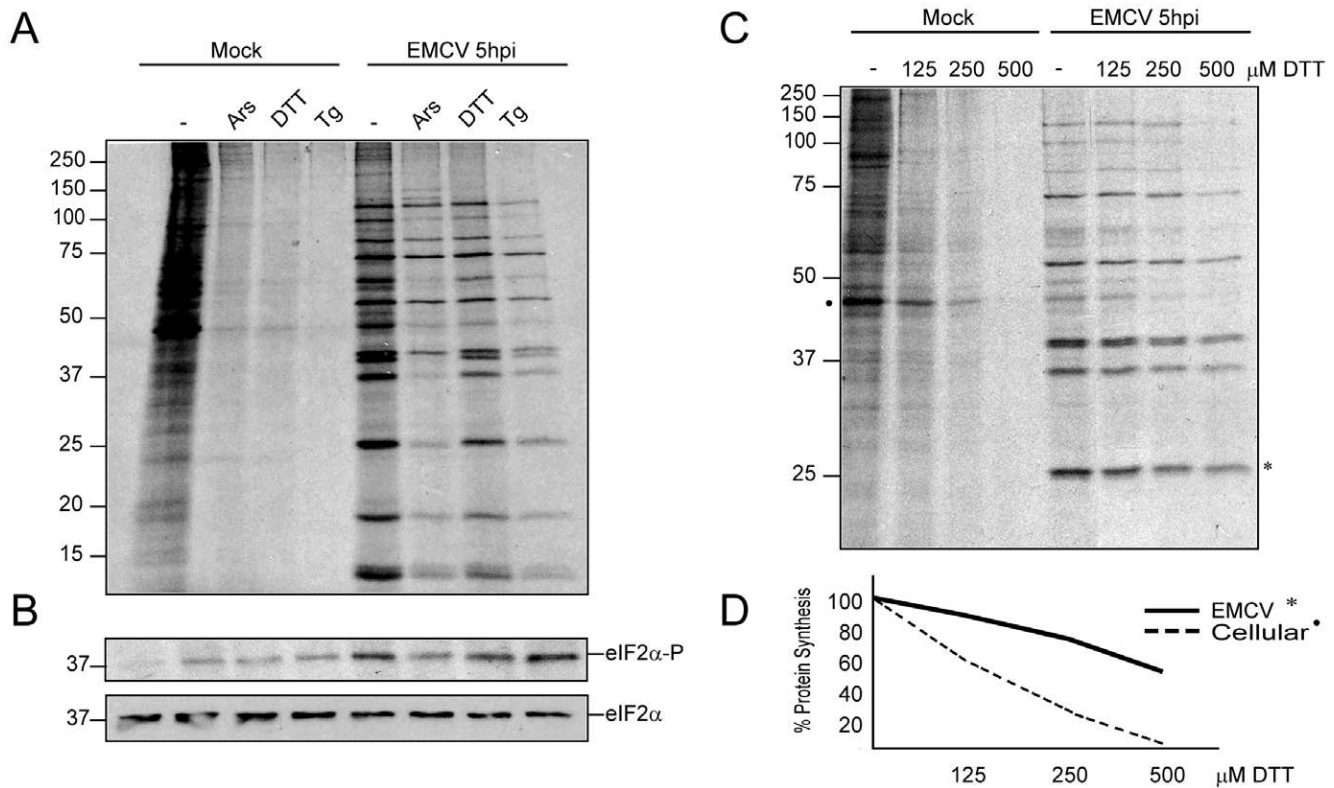 A
Mock
EMCV 5hpi
-
Ars
DTT
Tg
-
Ars
DTT
Tg
250
150
100
75
50
37
25
20
15
B
37
eIF2α-P
37
eIF2α
C
Mock
EMCV 5hpi
- 125 250 500 - 125 250 500 μM DTT
250
150
100
75
50
•
37
25
*
D
% Protein Synthesis
100
80
60
40
20
EMCV *
Cellular •
125 250 500 μM DTT